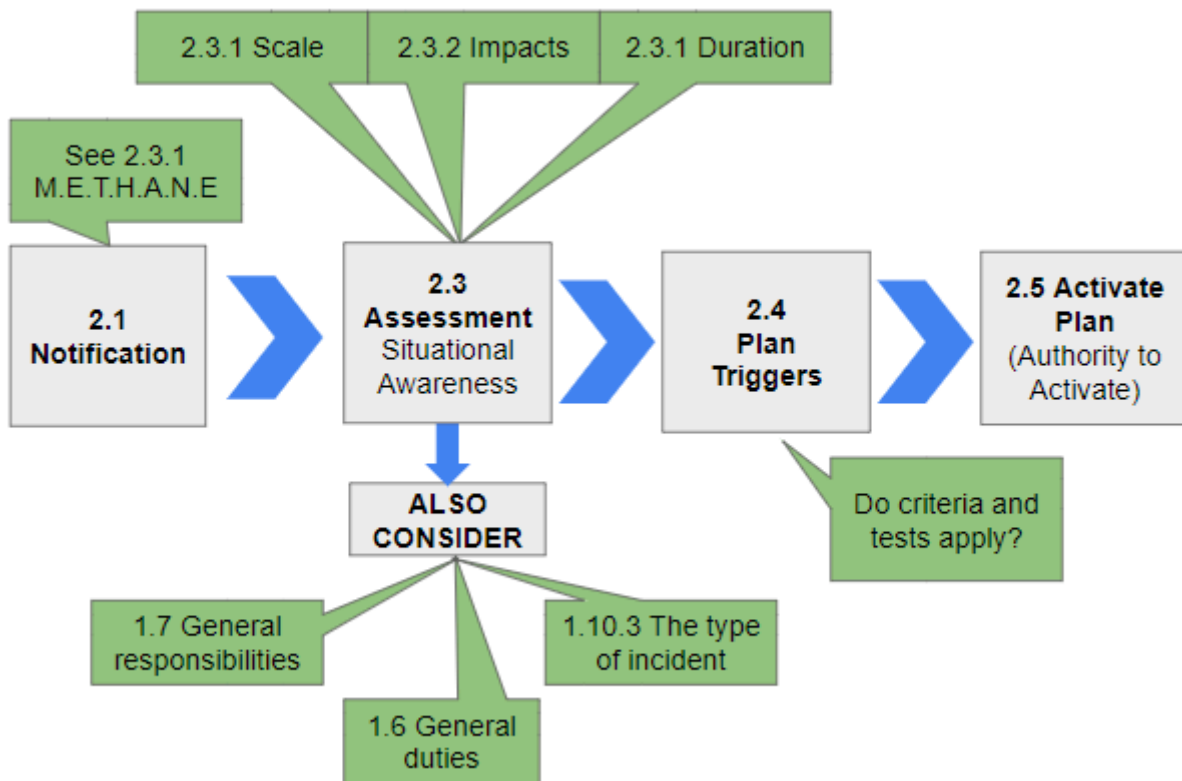 2.3.1 Scale
2.3.2 Impacts
2.3.1 Duration
See 2.3.1
M.E.T.H.A.N.E
2.1
Notification
2.3
Assessment
Situational
Awareness
2.4
Plan
Triggers
2.5 Activate
Plan
(Authority to
Activate)
ALSO
CONSIDER
Do criteria and
tests apply?
1.7 General
responsibilities
1.6 General
duties
1.10.3 The type
of incident